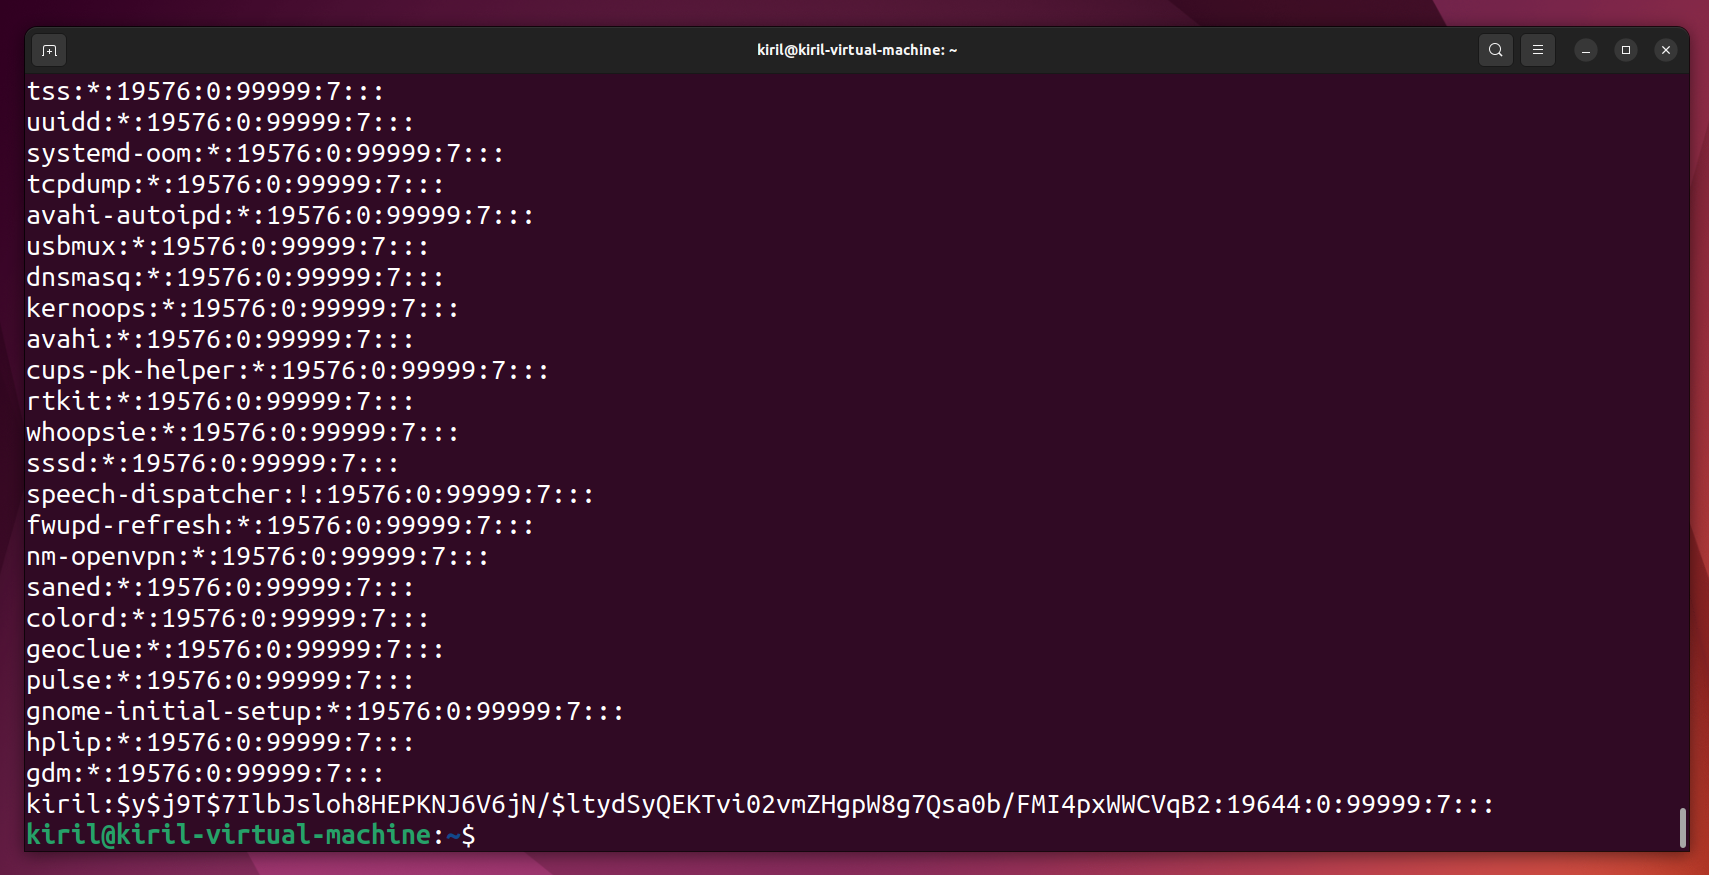 kiril@kiril-virtual-machine: ~
tss:*:19576:0:99999:7:::
uuidd:*:19576:0:99999:7:::
systemd-oom:*:19576:0:99999:7:::
tcpdump:*:19576:0:99999:7:::
avahi-autoipd:*:19576:0:99999:7:::
usbmux:*:19576:0:99999:7:::
dnsmasq:*:19576:0:99999:7:::
kernoops:*:19576:0:99999:7:::
avahi:*:19576:0:99999:7:::
cups-pk-helper:*:19576:0:99999:7:::
rtkit:*:19576:0:99999:7:::
whoopsie:*:19576:0:99999:7:::
sssd:*:19576:0:99999:7:::
speech-dispatcher:!:19576:0:99999:7:::
fwupd-refresh:*:19576:0:99999:7:::
nm-openvpn:*:19576:0:99999:7:::
saned:*:19576:0:99999:7:::
colord:*:19576:0:99999:7:::
geoclue:*:19576:0:99999:7:::
pulse:*:19576:0:99999:7:::
gnome-initial-setup:*:19576:0:99999:7:::
hplip:*:19576:0:99999:7:::
gdm:*:19576:0:99999:7:::
kiril:$y$j9T$7IlbJsloh8HEPKNJ6V6jN/$ltydSyQEKTvi02vmZHgpW8g7Qsa0b/FMI4pxWWCVqB2:19644:0:99999:7:::
kiril@kiril-virtual-machine:~$